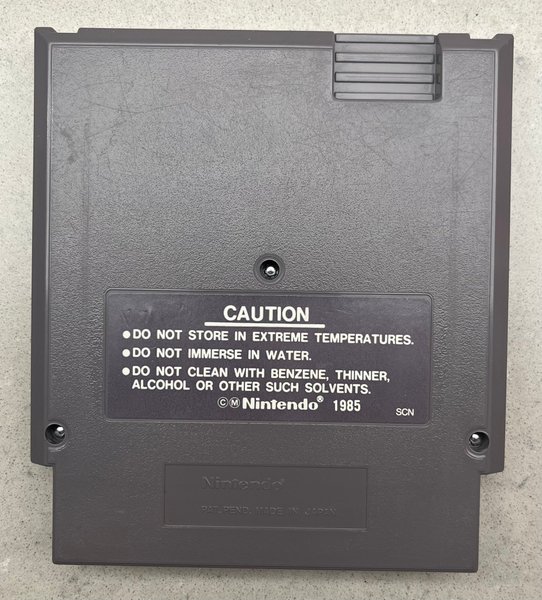 CAUTION
●DO NOT STORE IN EXTREME TEMPERATURES.
●DO NOT IMMERSE IN WATER.
●DO NOT CLEAN WITH BENZENE, THINNER,
ALCOHOL OR OTHER SUCH SOLVENTS.
ⒸⓂNintendo® 1985
SCN
Nintendo®
PAT. PEND. MADE IN JAPAN